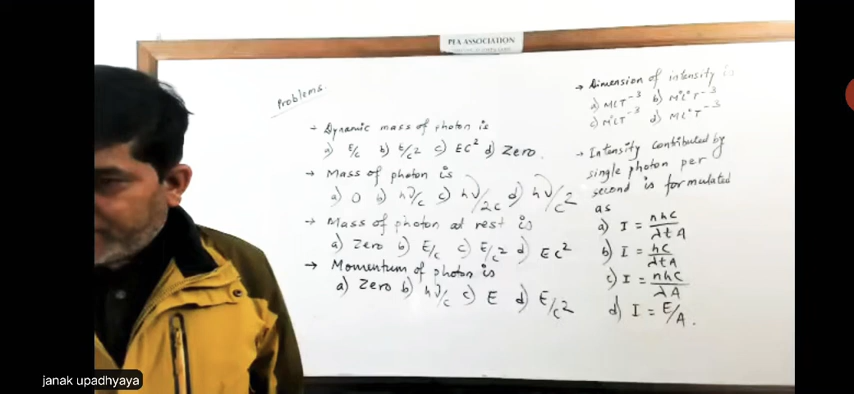 PEA ASSOCIATION
Problems.
→ Dynamic mass of photon is
a) E/c b) E/c² c) EC² d) Zero.
→ Mass of photon is
a) 0 b) hν/c c) hν/2c d) hν/c²
→ Mass of photon at rest is
a) Zero b) E/c c) E/c² d) EC²
→ Momentum of photon is
a) Zero b) hν/c c) E d) E/c²
→ Dimension of intensity is
a) MLT⁻³ b) M⁰L⁰T⁻³
c) M⁰LT⁻³ d) ML⁰T⁻³
→ Intensity contributed by
single photon per
second is formulated
as
a) I = nhc/λtA
b) I = hc/λtA
c) I = nhc/λA
d) I = E/A.
janak upadhyaya